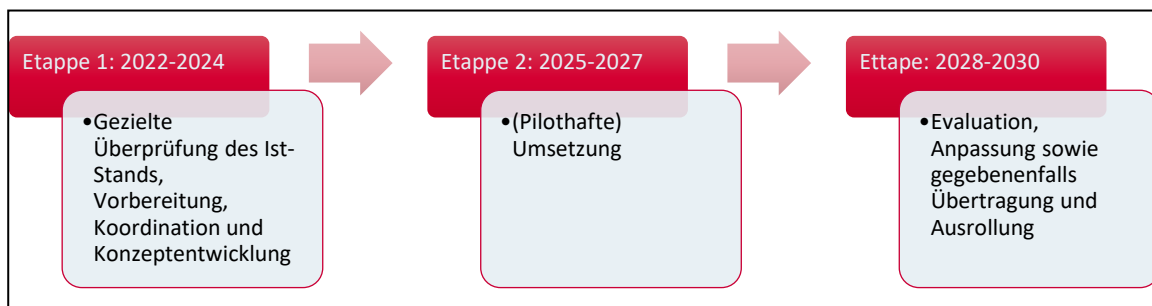 Etappe 1: 2022-2024
•Gezielte
Überprüfung des Ist-
Stands,
Vorbereitung,
Koordination und
Konzeptentwicklung
Etappe 2: 2025-2027
•(Pilothafte)
Umsetzung
Ettape: 2028-2030
•Evaluation,
Anpassung sowie
gegebenenfalls
Übertragung und
Ausrollung